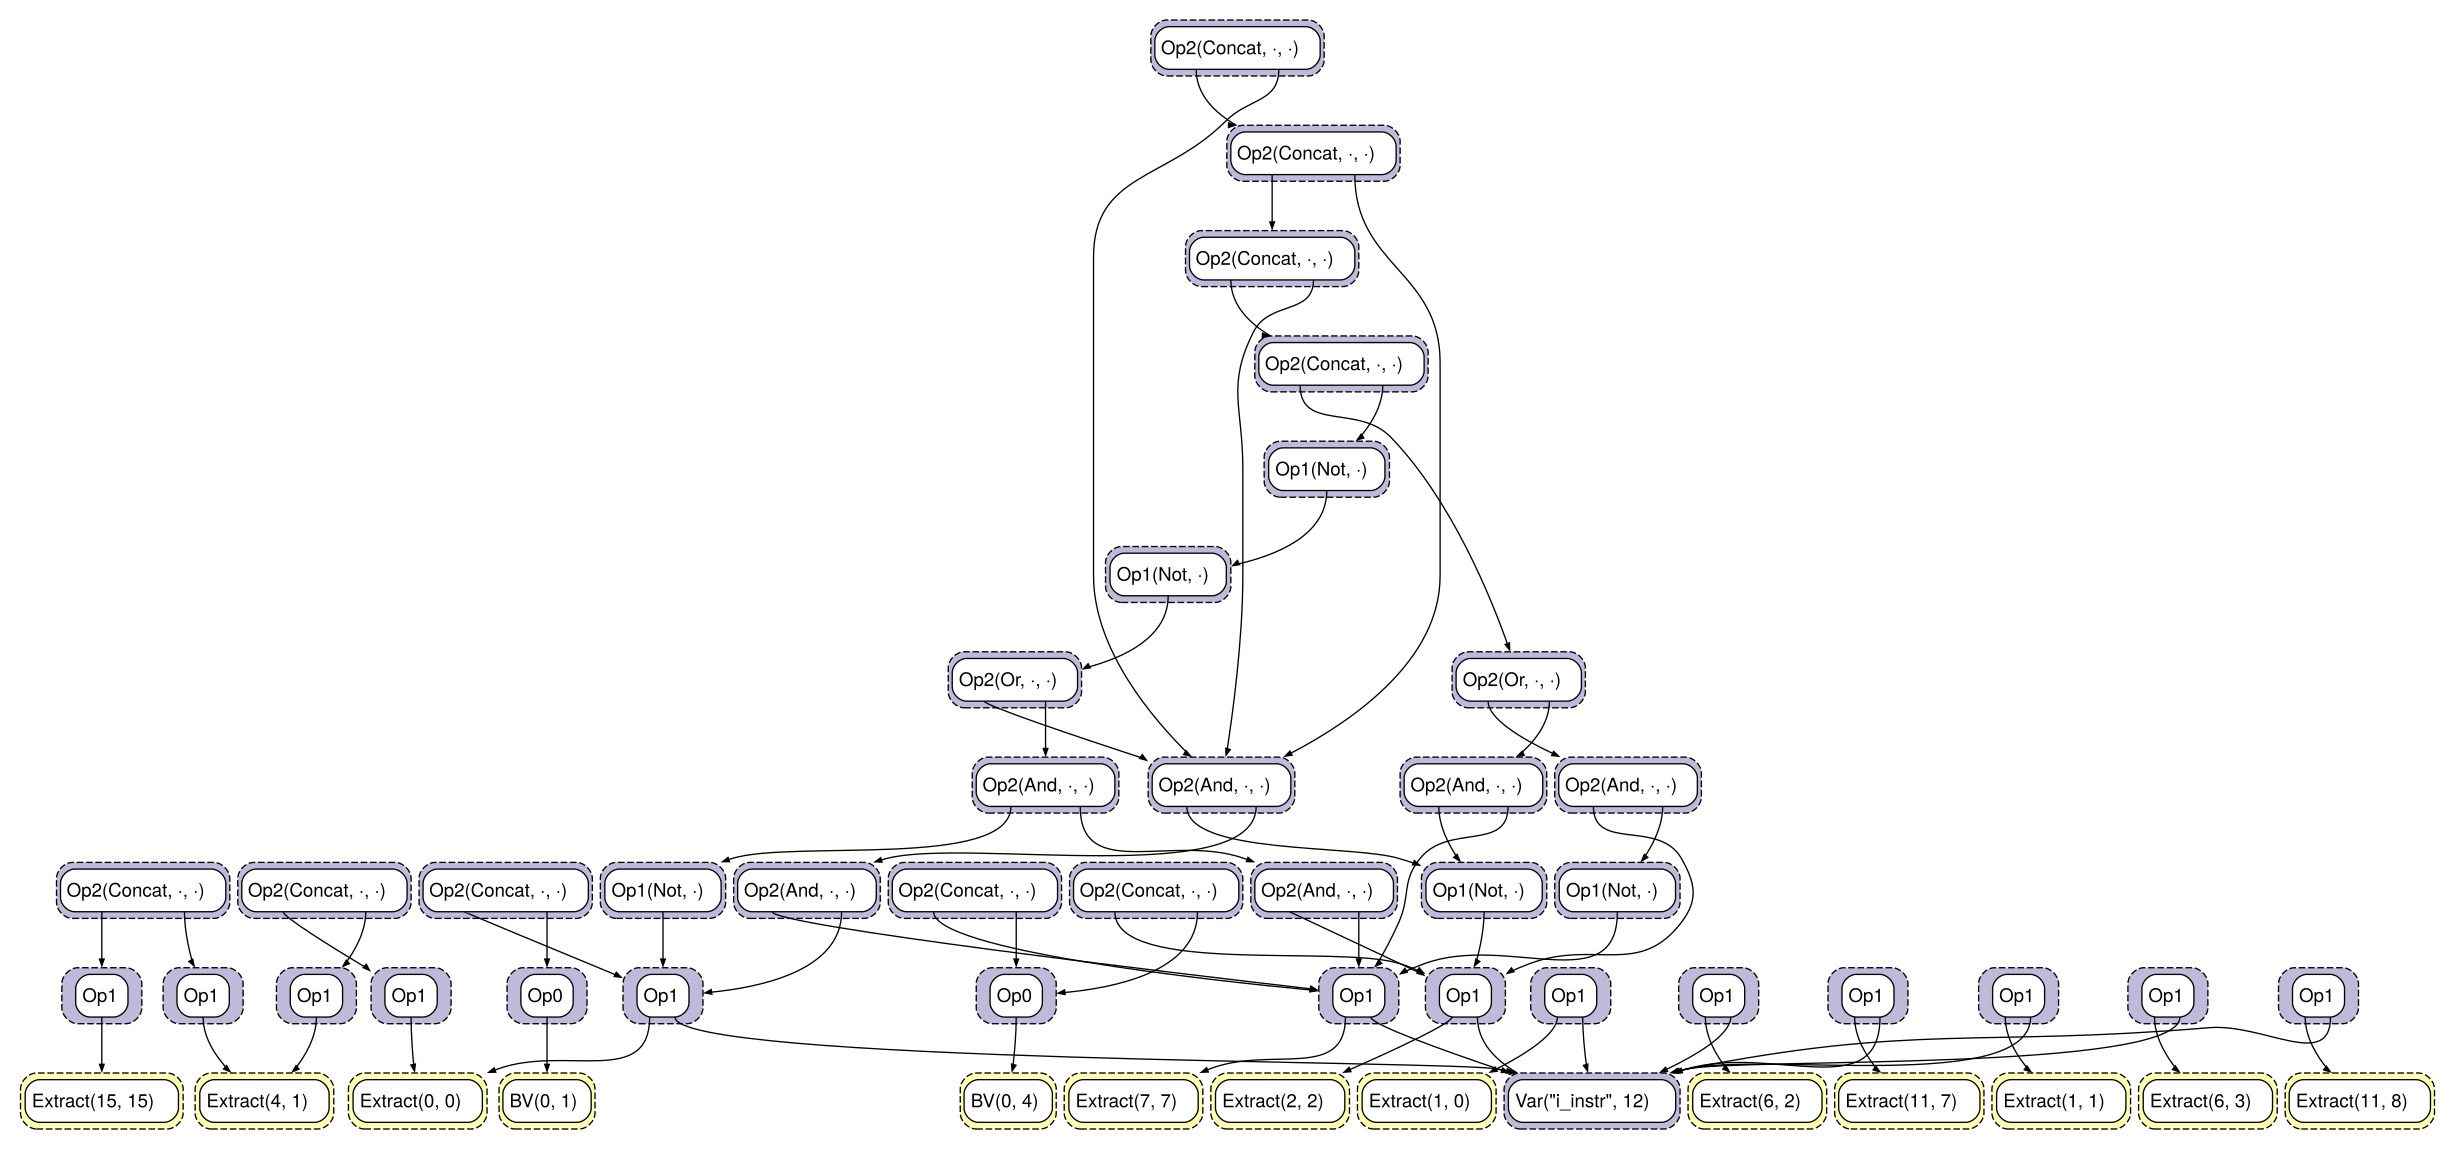 Op2(Concat, ·, ·)
Op2(Concat, ·, ·)
Op2(Concat, ·, ·)
Op2(Concat, ·, ·)
Op1(Not, ·)
Op1(Not, ·)
Op2(Or, ·, ·)
Op2(Or, ·, ·)
Op2(And, ·, ·)
Op2(And, ·, ·)
Op2(And, ·, ·)
Op2(And, ·, ·)
Op2(Concat, ·, ·)
Op2(Concat, ·, ·)
Op2(Concat, ·, ·)
Op1(Not, ·)
Op2(And, ·, ·)
Op2(Concat, ·, ·)
Op2(Concat, ·, ·)
Op2(And, ·, ·)
Op1(Not, ·)
Op1(Not, ·)
Op1
Op1
Op1
Op1
Op0
Op1
Op0
Op1
Op1
Op1
Op1
Op1
Op1
Op1
Op1
Extract(15, 15)
Extract(4, 1)
Extract(0, 0)
BV(0, 1)
BV(0, 4)
Extract(7, 7)
Extract(2, 2)
Extract(1, 0)
Var("i_instr", 12)
Extract(6, 2)
Extract(11, 7)
Extract(1, 1)
Extract(6, 3)
Extract(11, 8)